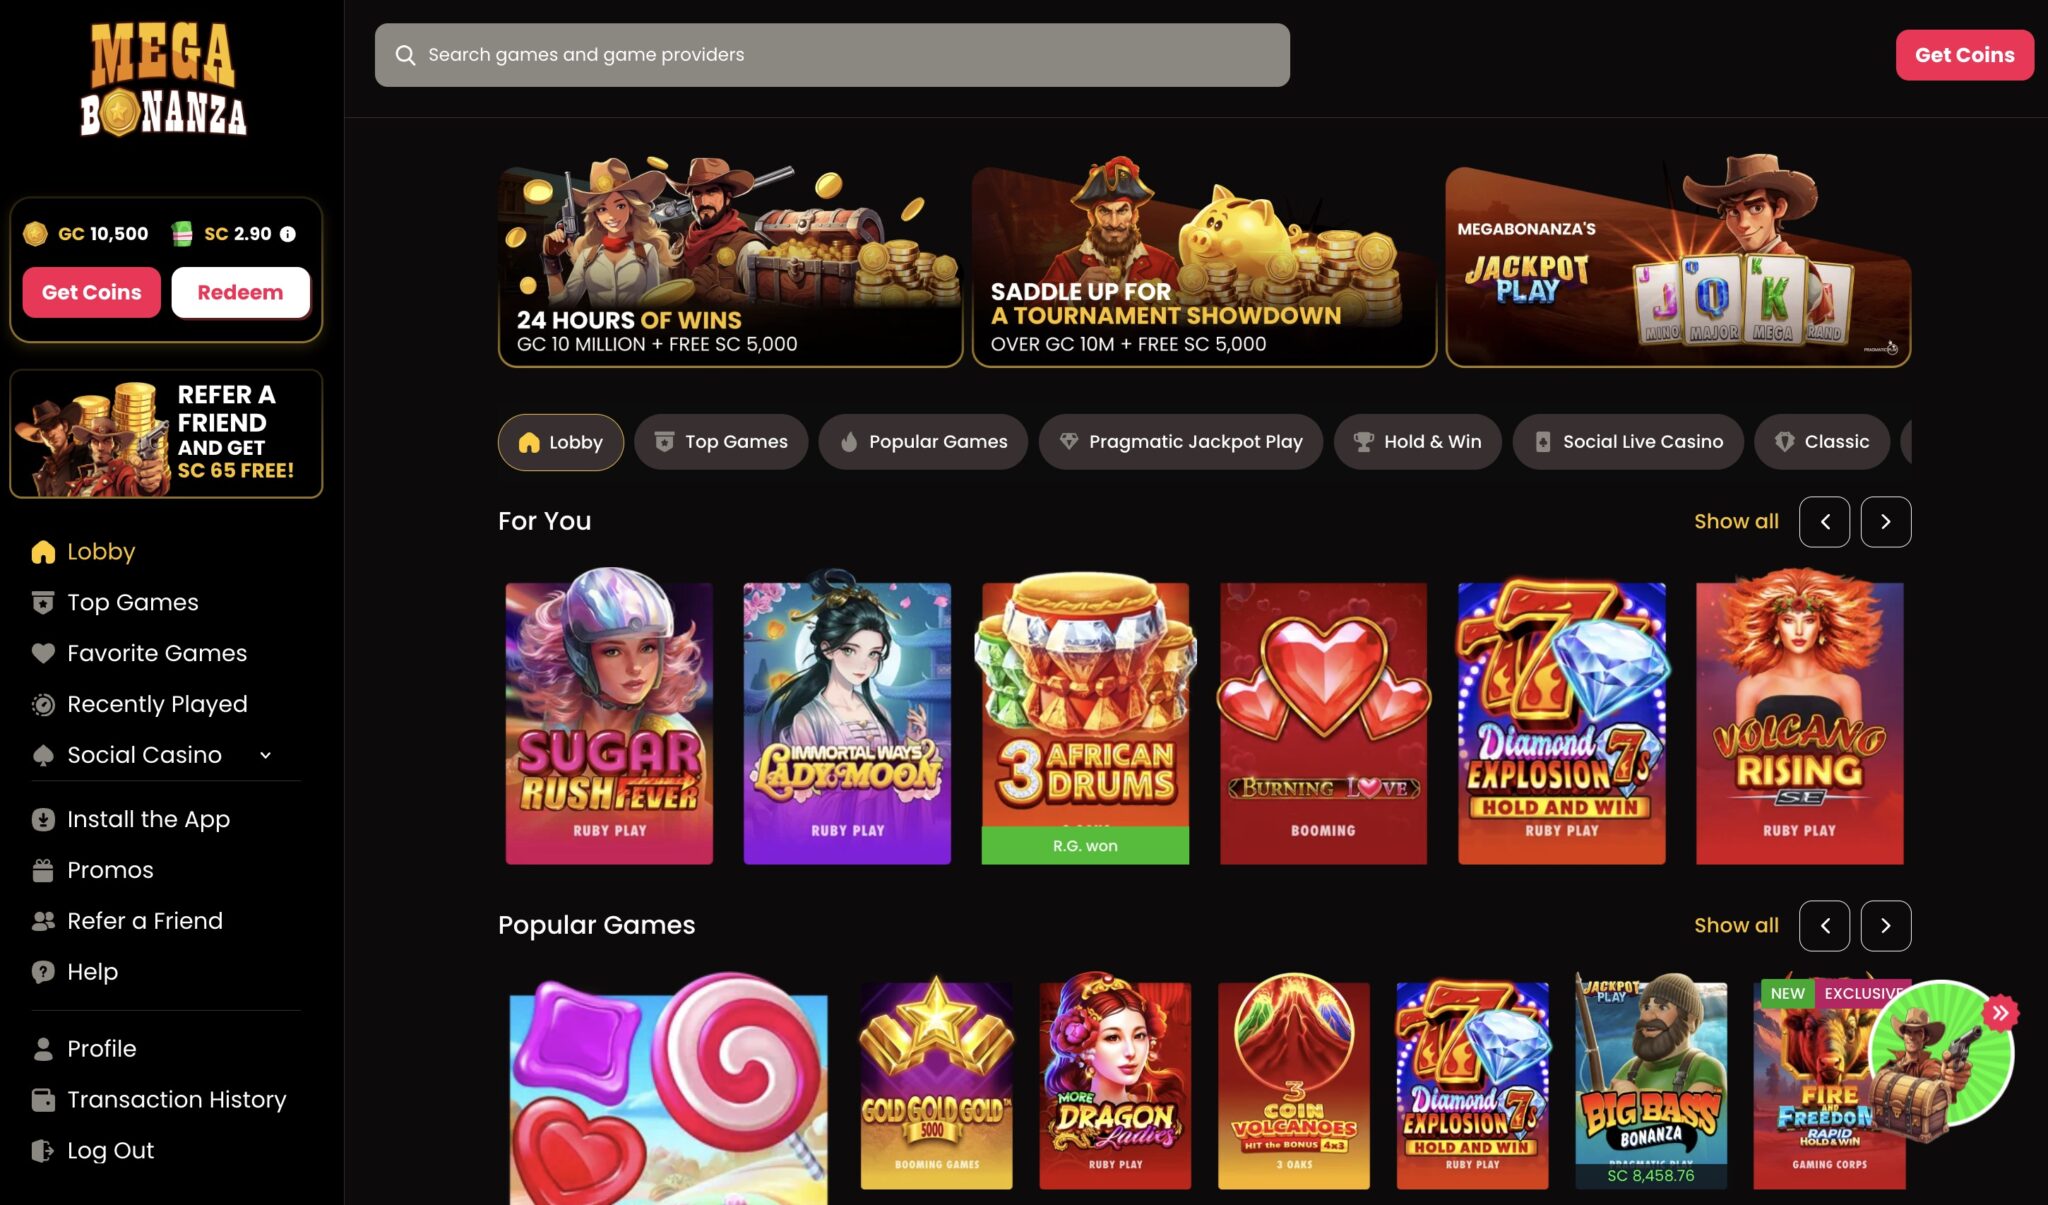 MEGA
BONANZA
Search games and game providers
Get Coins
GC 10,500 SC 2.90
Get Coins Redeem
REFER A
FRIEND
AND GET
SC 65 FREE!
Lobby
Top Games
Favorite Games
Recently Played
Social Casino
Install the App
Promos
Refer a Friend
Help
Profile
Transaction History
Log Out
24 HOURS OF WINS
GC 10 MILLION + FREE SC 5,000
SADDLE UP FOR
A TOURNAMENT SHOWDOWN
OVER GC 10M + FREE SC 5,000
MEGABONANZA'S
JACKPOT
PLAY
J Q K
MAJOR MEGA
Lobby Top Games Popular Games Pragmatic Jackpot Play Hold & Win Social Live Casino Classic
For You
Show all
SUGAR
RUSH FEVER
RUBY PLAY
IMMORTAL WAYS
LADY MOON
RUBY PLAY
3 AFRICAN
DRUMS
R.G. won
BURNING LOVE
BOOMING
Diamond
EXPLOSION 7s
HOLD AND WIN
RUBY PLAY
VOLCANO
RISING
SE
RUBY PLAY
Popular Games
Show all
GOLD GOLD GOLD
5000
BOOMING GAMES
MORE
DRAGON
Ladies
RUBY PLAY
3
COIN
VOLCANOES
HIT the BONUS 4x3
3 OAKS
Diamond
EXPLOSION 7s
HOLD AND WIN
RUBY PLAY
JACKPOT
PLAY
BIG BASS
BONANZA
PRAGMATIC PLAY
SC 8,458.76
NEW EXCLUSIVE
FIRE
AND
FREEDOM
RAPID
HOLD & WIN
GAMING CORPS